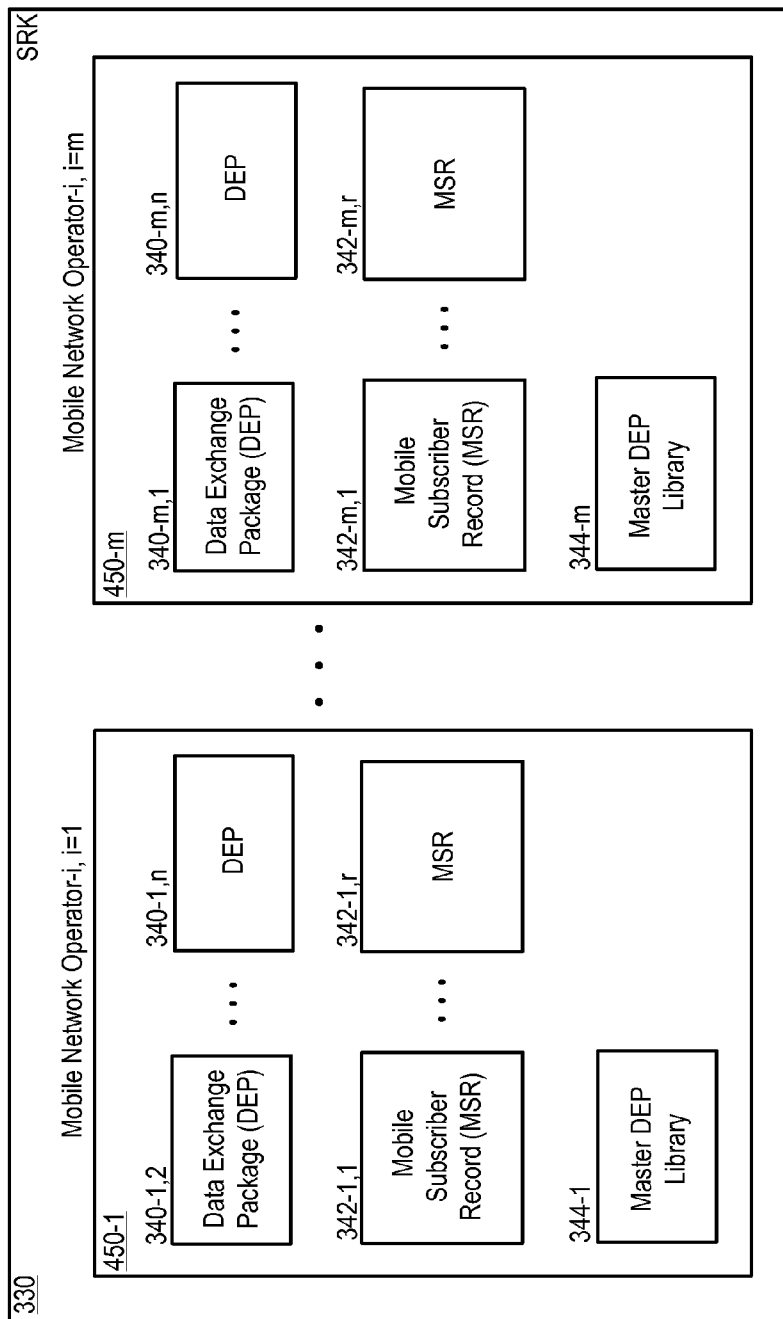 330
SRK
Mobile Network Operator-i, i=1
450-1
340-1,2
Data Exchange
Package (DEP)
340-1,n
DEP
342-1,1
Mobile
Subscriber
Record (MSR)
342-1,r
MSR
344-1
Master DEP
Library
Mobile Network Operator-i, i=m
450-m
340-m,1
Data Exchange
Package (DEP)
340-m,n
DEP
342-m,1
Mobile
Subscriber
Record (MSR)
342-m,r
MSR
344-m
Master DEP
Library